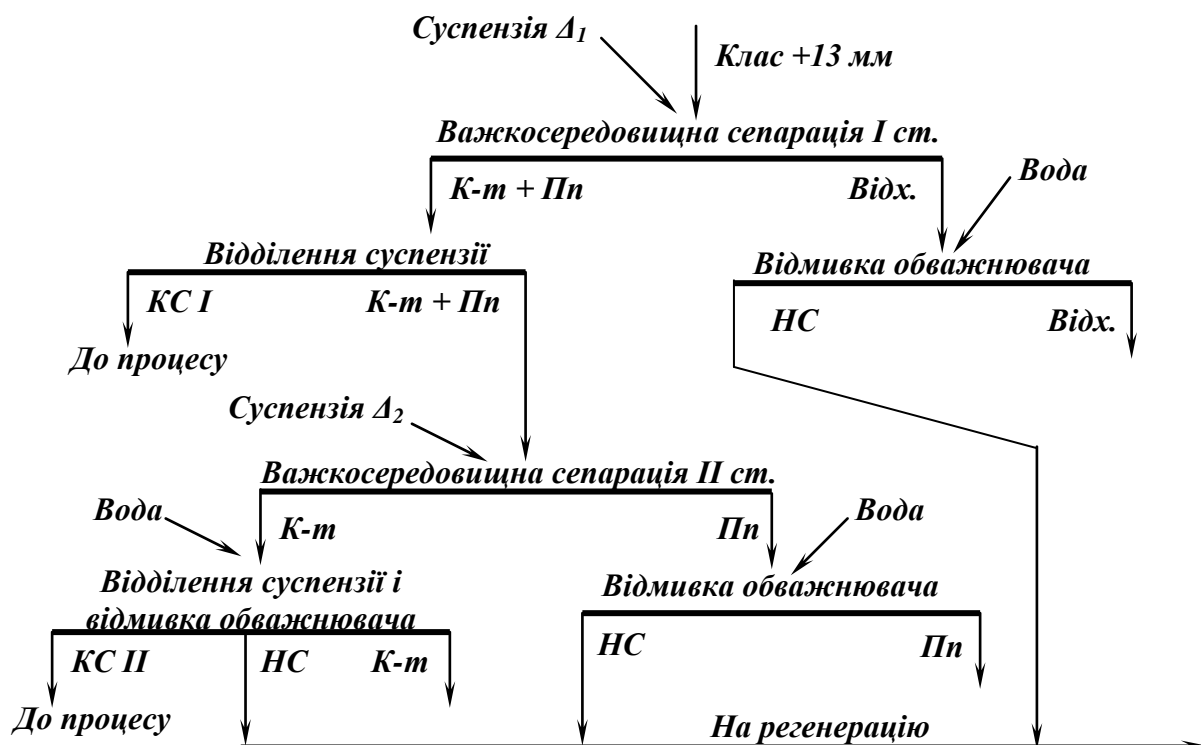 Суспензія Δ1
Клас +13 мм
Важкосередовищна сепарація I ст.
К-т + Пп
Відх.
Вода
Відділення суспензії
Відмивка обважнювача
КС I
К-т + Пп
НС
Відх.
До процесу
Суспензія Δ2
Важкосередовищна сепарація II ст.
Вода
К-т
Пп
Вода
Відділення суспензії і
відмивка обважнювача
Відмивка обважнювача
КС II
НС
К-т
НС
Пп
До процесу
На регенерацію